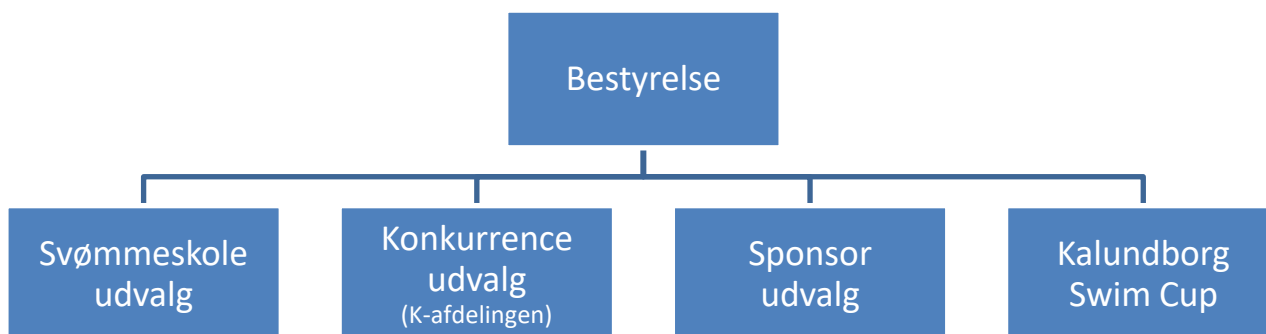 Bestyrelse
Svømmeskole
udvalg
Konkurrence
udvalg
(K-afdelingen)
Sponsor
udvalg
Kalundborg
Swim Cup